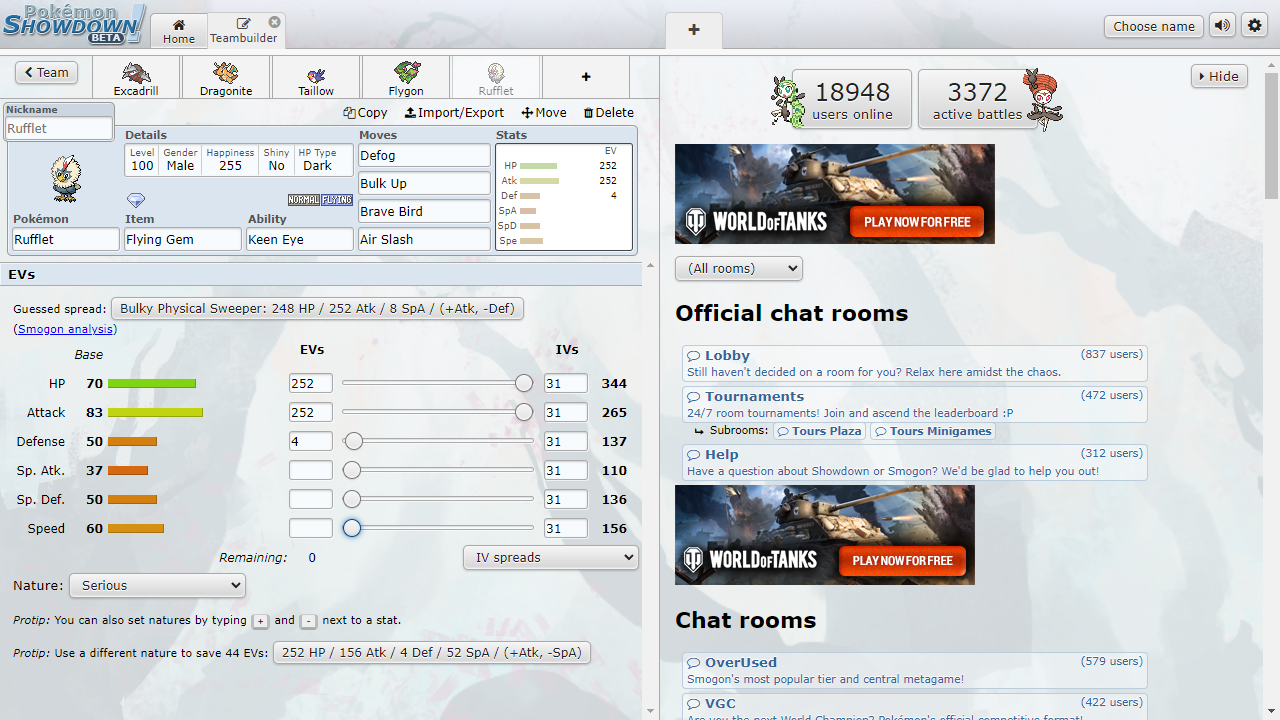 Pokémon
Showdown!
BETA
Home
Teambuilder
+
Choose name
Team
Excadrill
Dragonite
Taillow
Flygon
Rufflet
+
Nickname
Rufflet
Copy
Import/Export
Move
Delete
Details
Level Gender Happiness Shiny HP Type
100 Male 255 No Dark
NORMAL FLYING
Pokémon
Rufflet
Item
Flying Gem
Ability
Keen Eye
Moves
Defog
Bulk Up
Brave Bird
Air Slash
Stats
EV
HP 252
Atk 252
Def 4
SpA
SpD
Spe
EVs
Guessed spread: Bulky Physical Sweeper: 248 HP / 252 Atk / 8 SpA / (+Atk, -Def)
(Smogon analysis)
Base EVs IVs
HP 70 252 31 344
Attack 83 252 31 265
Defense 50 4 31 137
Sp. Atk. 37 31 110
Sp. Def. 50 31 136
Speed 60 31 156
Remaining: 0
IV spreads
Nature: Serious
Protip: You can also set natures by typing + and - next to a stat.
Protip: Use a different nature to save 44 EVs: 252 HP / 156 Atk / 4 Def / 52 SpA / (+Atk, -SpA)
Hide
18948
users online
3372
active battles
WORLD OF TANKS
PLAY NOW FOR FREE
(All rooms)
Official chat rooms
Lobby (837 users)
Still haven't decided on a room for you? Relax here amidst the chaos.
Tournaments (472 users)
24/7 room tournaments! Join and ascend the leaderboard :P
Subrooms: Tours Plaza Tours Minigames
Help (312 users)
Have a question about Showdown or Smogon? We'd be glad to help you out!
WORLD OF TANKS
PLAY NOW FOR FREE
Chat rooms
OverUsed (579 users)
Smogon's most popular tier and central metagame!
VGC (422 users)
Are you the next World Champion? Pokémon's official competitive format!